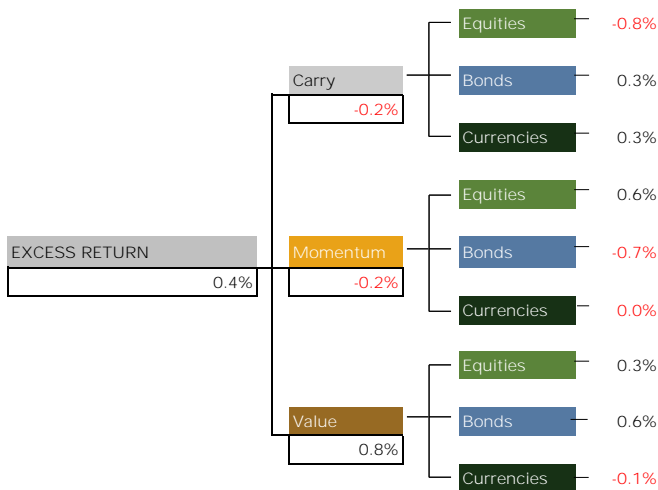 Equities -0.8%
Carry
Bonds 0.3%
-0.2%
Currencies 0.3%
Equities 0.6%
EXCESS RETURN
Momentum
Bonds -0.7%
0.4%
-0.2%
Currencies 0.0%
Equities 0.3%
Value
Bonds 0.6%
0.8%
Currencies -0.1%